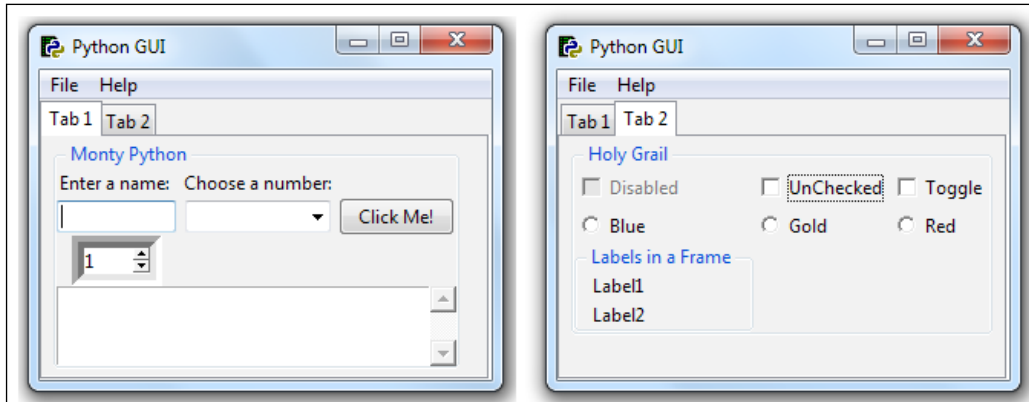 Python GUI
File Help
Tab 1 Tab 2
Monty Python
Enter a name: Choose a number:
Click Me!
1
Python GUI
File Help
Tab 1 Tab 2
Holy Grail
Disabled UnChecked Toggle
Blue Gold Red
Labels in a Frame
Label1
Label2